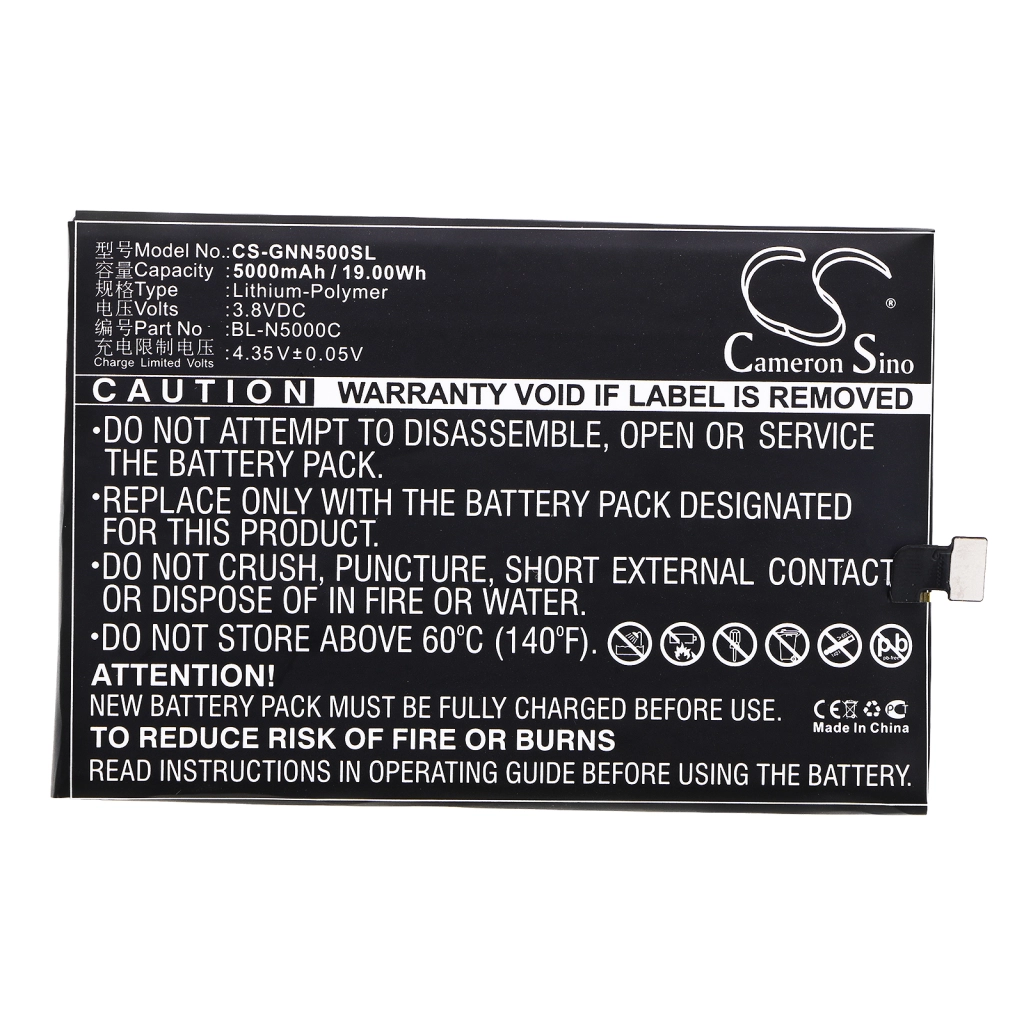 型号Model No.:CS-GNN500SL
容量Capacity :5000mAh / 19.00Wh
规格Type :Lithium-Polymer
电压Volts :3.8VDC
编号Part No :BL-N5000C
充电限制电压
Charge Limited Volts :4.35V±0.05V
CS®
Cameron Sino
CAUTION WARRANTY VOID IF LABEL IS REMOVED
•DO NOT ATTEMPT TO DISASSEMBLE, OPEN OR SERVICE
THE BATTERY PACK.
•REPLACE ONLY WITH THE BATTERY PACK DESIGNATED
FOR THIS PRODUCT.
•DO NOT CRUSH, PUNCTURE, SHORT EXTERNAL CONTACT
OR DISPOSE OF IN FIRE OR WATER.
•DO NOT STORE ABOVE 60°C (140°F).
pb
pb-free
ATTENTION!
NEW BATTERY PACK MUST BE FULLY CHARGED BEFORE USE.
CE PCT
Made In China
TO REDUCE RISK OF FIRE OR BURNS
READ INSTRUCTIONS IN OPERATING GUIDE BEFORE USING THE BATTERY.